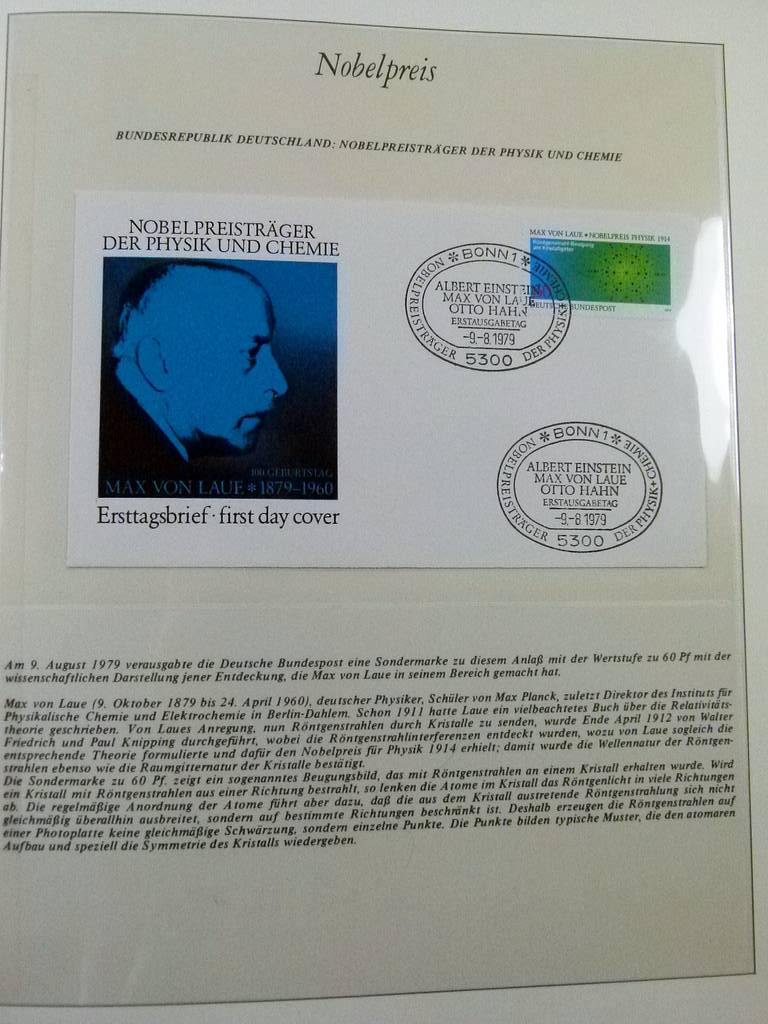 Nobelpreis
BUNDESREPUBLIK DEUTSCHLAND: NOBELPREISTRÄGER DER PHYSIK UND CHEMIE
NOBELPREISTRÄGER
DER PHYSIK UND CHEMIE
100. GEBURTSTAG
MAX VON LAUE * 1879–1960
Ersttagsbrief · first day cover
MAX VON LAUE · NOBELPREIS PHYSIK 1914
Röntgenstrahl-Beugung
am Kristallgitter
60
DEUTSCHE BUNDESPOST
* BONN 1 *
NOBELPREISTRÄGER DER PHYSIK+CHEMIE
ALBERT EINSTEIN
MAX VON LAUE
OTTO HAHN
ERSTAUSGABETAG
-9.-8.1979
5300
* BONN 1 *
NOBELPREISTRÄGER DER PHYSIK+CHEMIE
ALBERT EINSTEIN
MAX VON LAUE
OTTO HAHN
ERSTAUSGABETAG
-9.-8.1979
5300
Am 9. August 1979 verausgabte die Deutsche Bundespost eine Sondermarke zu diesem Anlaß mit der Wertstufe zu 60 Pf mit der
wissenschaftlichen Darstellung jener Entdeckung, die Max von Laue in seinem Bereich gemacht hat.
Max von Laue (9. Oktober 1879 bis 24. April 1960), deutscher Physiker, Schüler von Max Planck, zuletzt Direktor des Instituts für
Physikalische Chemie und Elektrochemie in Berlin-Dahlem. Schon 1911 hatte Laue ein vielbeachtetes Buch über die Relativitäts-
theorie geschrieben. Von Laues Anregung, nun Röntgenstrahlen durch Kristalle zu senden, wurde Ende April 1912 von Walter
Friedrich und Paul Knipping durchgeführt, wobei die Röntgenstrahlinterferenzen entdeckt wurden, wozu von Laue sogleich die
entsprechende Theorie formulierte und dafür den Nobelpreis für Physik 1914 erhielt; damit wurde die Wellennatur der Röntgen-
strahlen ebenso wie die Raumgitternatur der Kristalle bestätigt.
Die Sondermarke zu 60 Pf. zeigt ein sogenanntes Beugungsbild, das mit Röntgenstrahlen an einem Kristall erhalten wurde. Wird
ein Kristall mit Röntgenstrahlen aus einer Richtung bestrahlt, so lenken die Atome im Kristall das Röntgenlicht in viele Richtungen
ab. Die regelmäßige Anordnung der Atome führt aber dazu, daß die aus dem Kristall austretende Röntgenstrahlung sich nicht
gleichmäßig überallhin ausbreitet, sondern auf bestimmte Richtungen beschränkt ist. Deshalb erzeugen die Röntgenstrahlen auf
einer Photoplatte keine gleichmäßige Schwärzung, sondern einzelne Punkte. Die Punkte bilden typische Muster, die den atomaren
Aufbau und speziell die Symmetrie des Kristalls wiedergeben.